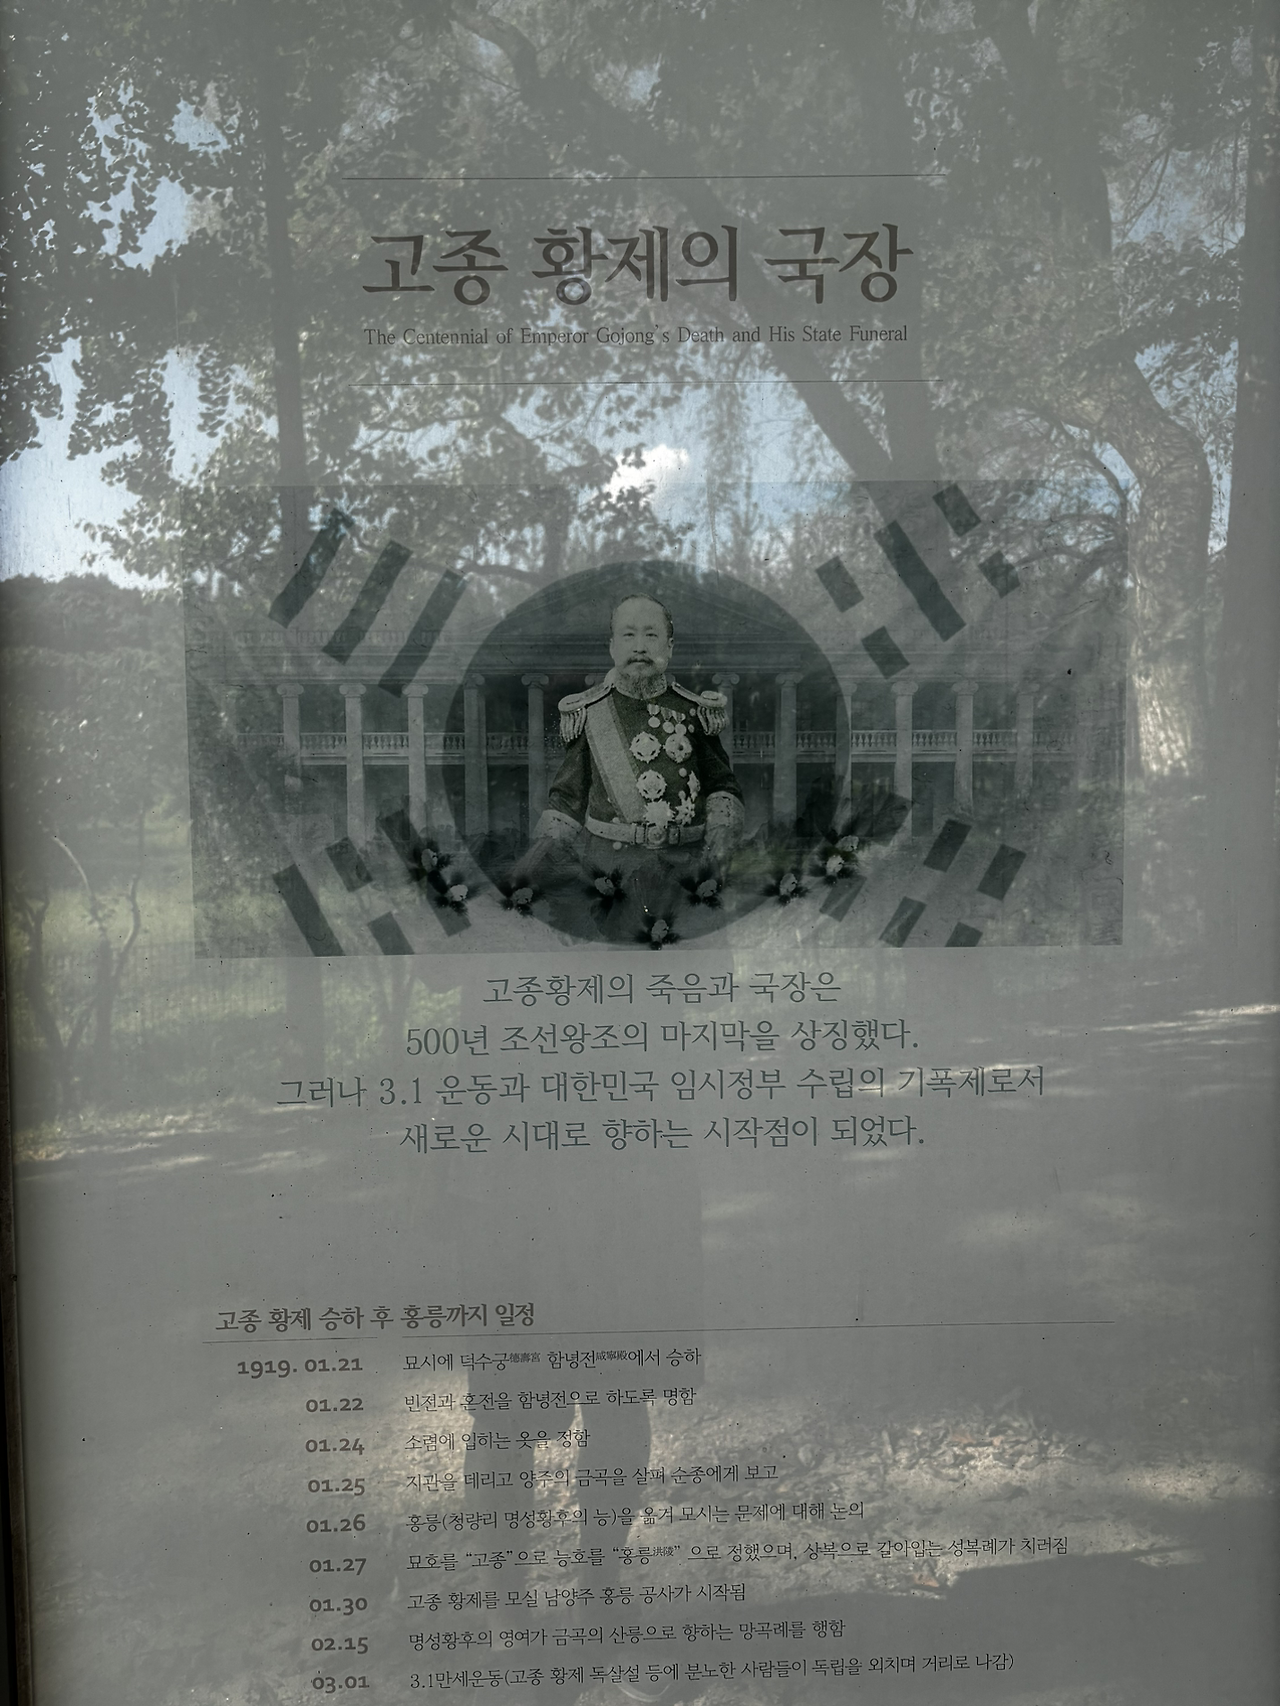 고종 황제의 국장
The Centennial of Emperor Gojong's Death and His State Funeral
고종황제의 죽음과 국장은
500년 조선왕조의 마지막을 상징했다.
그러나 3.1 운동과 대한민국 임시정부 수립의 기폭제로서
새로운 시대로 향하는 시작점이 되었다.
고종 황제 승하 후 홍릉까지 일정
1919. 01.21 묘시에 덕수궁德壽宮 함녕전咸寧殿에서 승하
01.22 빈전과 혼전을 함녕전으로 하도록 명함
01.24 소렴에 입히는 옷을 정함
01.25 지관을 데리고 양주의 금곡을 살펴 순종에게 보고
01.26 홍릉(청량리 명성황후의 능)을 옮겨 모시는 문제에 대해 논의
01.27 묘호를 “고종”으로 능호를 “홍릉洪陵” 으로 정했으며, 상복으로 갈아입는 성복례가 치러짐
01.30 고종 황제를 모실 남양주 홍릉 공사가 시작됨
02.15 명성황후의 영여가 금곡의 산릉으로 향하는 망곡례를 행함
03.01 3.1만세운동(고종 황제 독살설 등에 분노한 사람들이 독립을 외치며 거리로 나감)